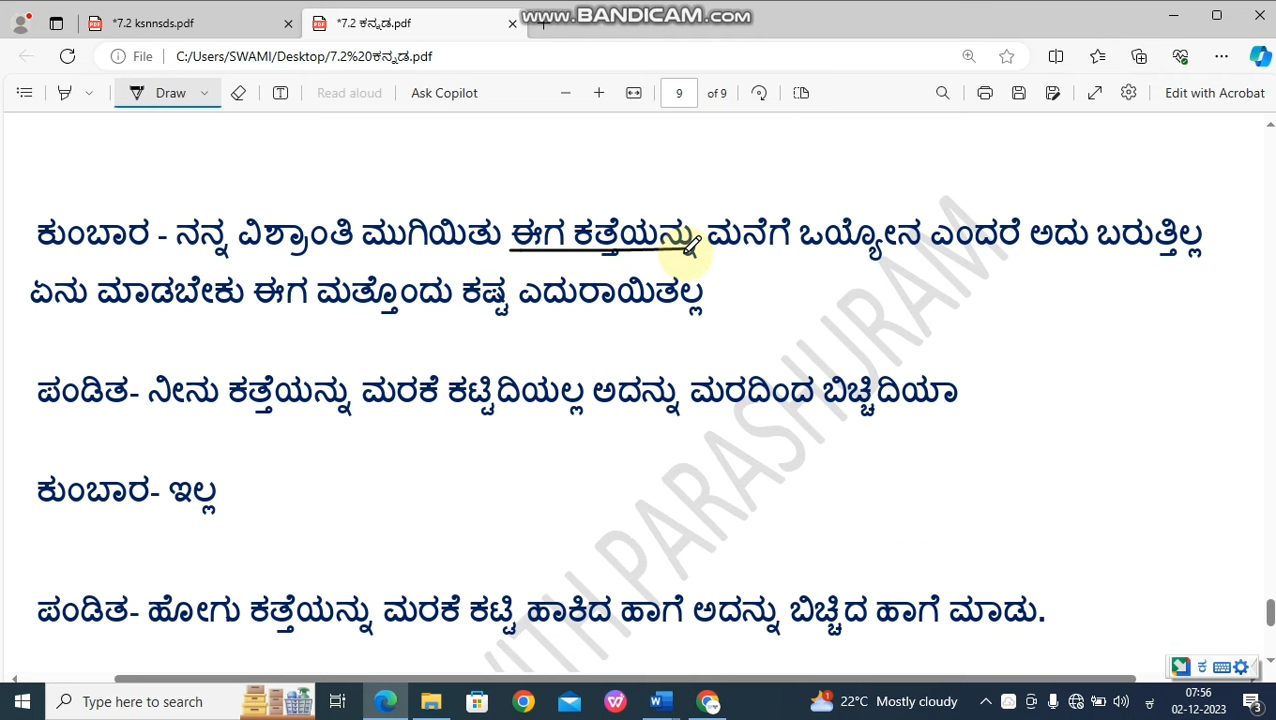 www.BANDICAM.com
*7.2 ksnnsds.pdf
*7.2 ಕನ್ನಡ.pdf
File C:/Users/SWAMI/Desktop/7.2%20ಕನ್ನಡ.pdf
Draw Read aloud Ask Copilot 9 of 9 Edit with Acrobat
ಕುಂಬಾರ - ನನ್ನ ವಿಶ್ರಾಂತಿ ಮುಗಿಯಿತು ಈಗ ಕತ್ತೆಯನ್ನು ಮನೆಗೆ ಒಯ್ಯೋನ ಎಂದರೆ ಅದು ಬರುತ್ತಿಲ್ಲ
ಏನು ಮಾಡಬೇಕು ಈಗ ಮತ್ತೊಂದು ಕಷ್ಟ ಎದುರಾಯಿತಲ್ಲ
ಪಂಡಿತ- ನೀನು ಕತ್ತೆಯನ್ನು ಮರಕೆ ಕಟ್ಟಿದಿಯಲ್ಲ ಅದನ್ನು ಮರದಿಂದ ಬಿಚ್ಚಿದಿಯಾ
ಕುಂಬಾರ- ಇಲ್ಲ
ಪಂಡಿತ- ಹೋಗು ಕತ್ತೆಯನ್ನು ಮರಕೆ ಕಟ್ಟಿ ಹಾಕಿದ ಹಾಗೆ ಅದನ್ನು ಬಿಚ್ಚಿದ ಹಾಗೆ ಮಾಡು.
WITH PARASHURAM
Type here to search
22°C Mostly cloudy
07:56
02-12-2023
3